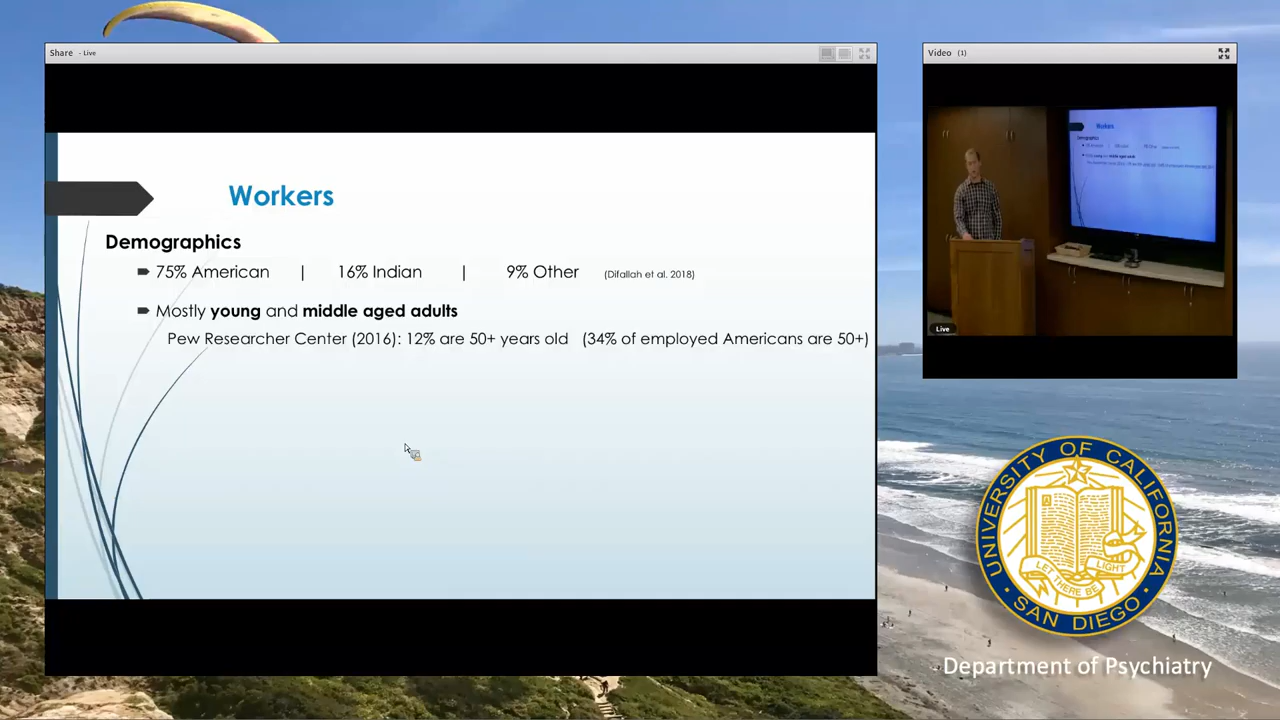 Share - Live
Workers
Demographics
75% American | 16% Indian | 9% Other (Difallah et al. 2018)
Mostly young and middle aged adults
Pew Researcher Center (2016): 12% are 50+ years old (34% of employed Americans are 50+)
Video (1)
Workers
Demographics
Live
UNIVERSITY OF CALIFORNIA
SAN DIEGO
LET THERE BE LIGHT
A
Department of Psychiatry